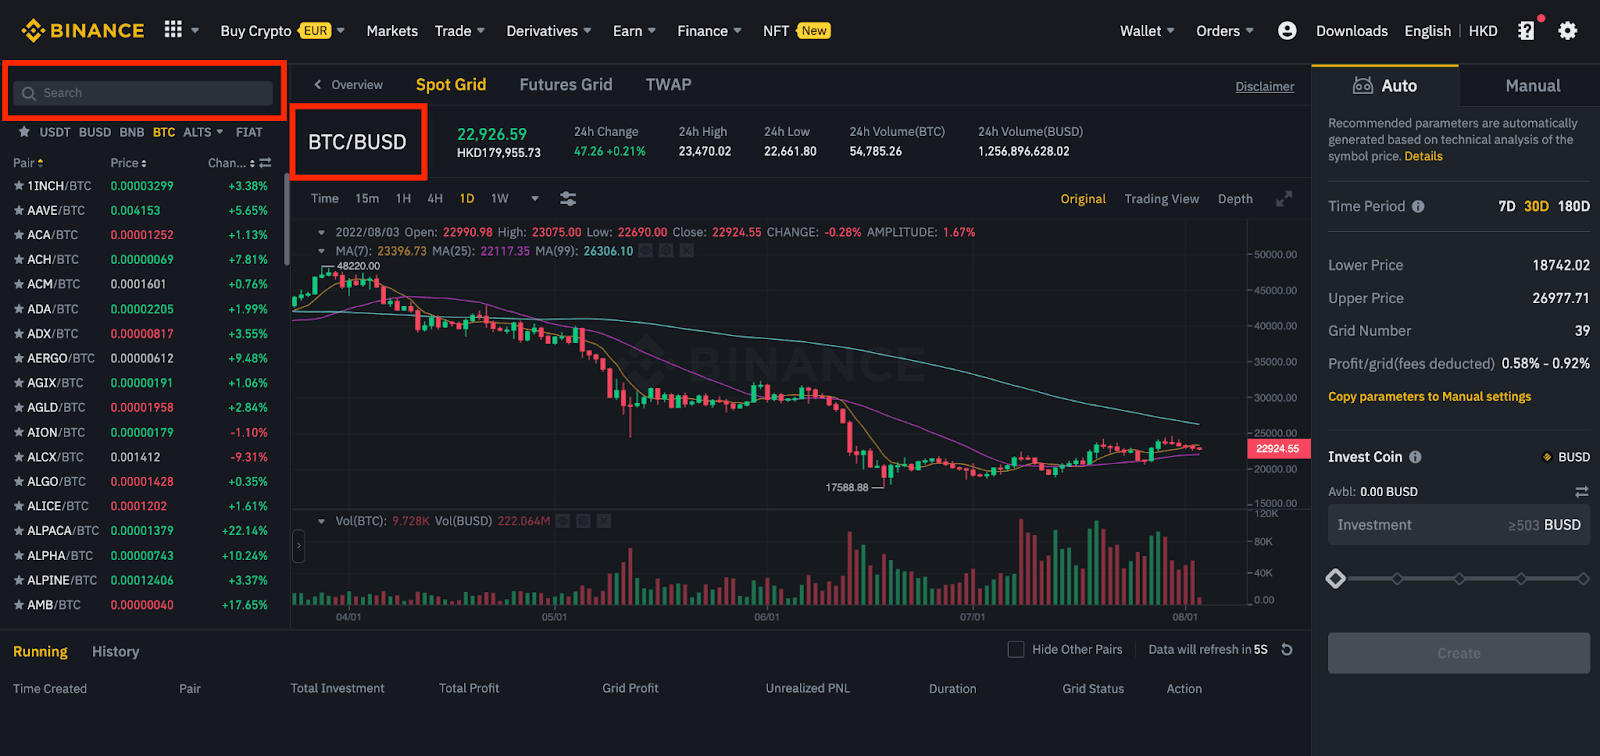 BINANCE
Buy Crypto EUR Markets Trade Derivatives Earn Finance NFT New
Wallet Orders Downloads English | HKD
Search
USDT BUSD BNB BTC ALTS FIAT
Pair Price Chan...
1INCH/BTC 0.00003299 +3.38%
AAVE/BTC 0.004153 +5.65%
ACA/BTC 0.00001252 +1.13%
ACH/BTC 0.00000069 +7.81%
ACM/BTC 0.0001601 +0.76%
ADA/BTC 0.00002205 +1.99%
ADX/BTC 0.00000817 +3.55%
AERGO/BTC 0.00000612 +9.48%
AGIX/BTC 0.00000191 +1.06%
AGLD/BTC 0.00001958 +2.84%
AION/BTC 0.00000179 -1.10%
ALCX/BTC 0.001412 -9.31%
ALGO/BTC 0.00001428 +0.35%
ALICE/BTC 0.0001202 +1.61%
ALPACA/BTC 0.00001379 +22.14%
ALPHA/BTC 0.00000743 +10.24%
ALPINE/BTC 0.00012406 +3.37%
AMB/BTC 0.00000040 +17.65%
Overview Spot Grid Futures Grid TWAP Disclaimer
BTC/BUSD
22,926.59
HKD179,955.73
24h Change
47.26 +0.21%
24h High
23,470.02
24h Low
22,661.80
24h Volume(BTC)
54,785.26
24h Volume(BUSD)
1,256,896,628.02
Time 15m 1H 4H 1D 1W Original Trading View Depth
2022/08/03 Open: 22990.98 High: 23075.00 Low: 22690.00 Close: 22924.55 CHANGE: -0.28% AMPLITUDE: 1.67%
MA(7): 23396.73 MA(25): 22117.35 MA(99): 26306.10
48220.00
17588.88
BINANCE
50000.00
45000.00
40000.00
35000.00
30000.00
25000.00
22924.55
20000.00
15000.00
Vol(BTC): 9.728K Vol(BUSD) 222.064M
120K
80K
40K
0.00
04/01 05/01 06/01 07/01 08/01
Auto Manual
Recommended parameters are automatically
generated based on technical analysis of the
symbol price. Details
Time Period 7D 30D 180D
Lower Price 18742.02
Upper Price 26977.71
Grid Number 39
Profit/grid(fees deducted) 0.58% - 0.92%
Copy parameters to Manual settings
Invest Coin BUSD
Avbl: 0.00 BUSD
Investment ≥503 BUSD
Create
Running History
Hide Other Pairs Data will refresh in 5S
Time Created Pair Total Investment Total Profit Grid Profit Unrealized PNL Duration Grid Status Action